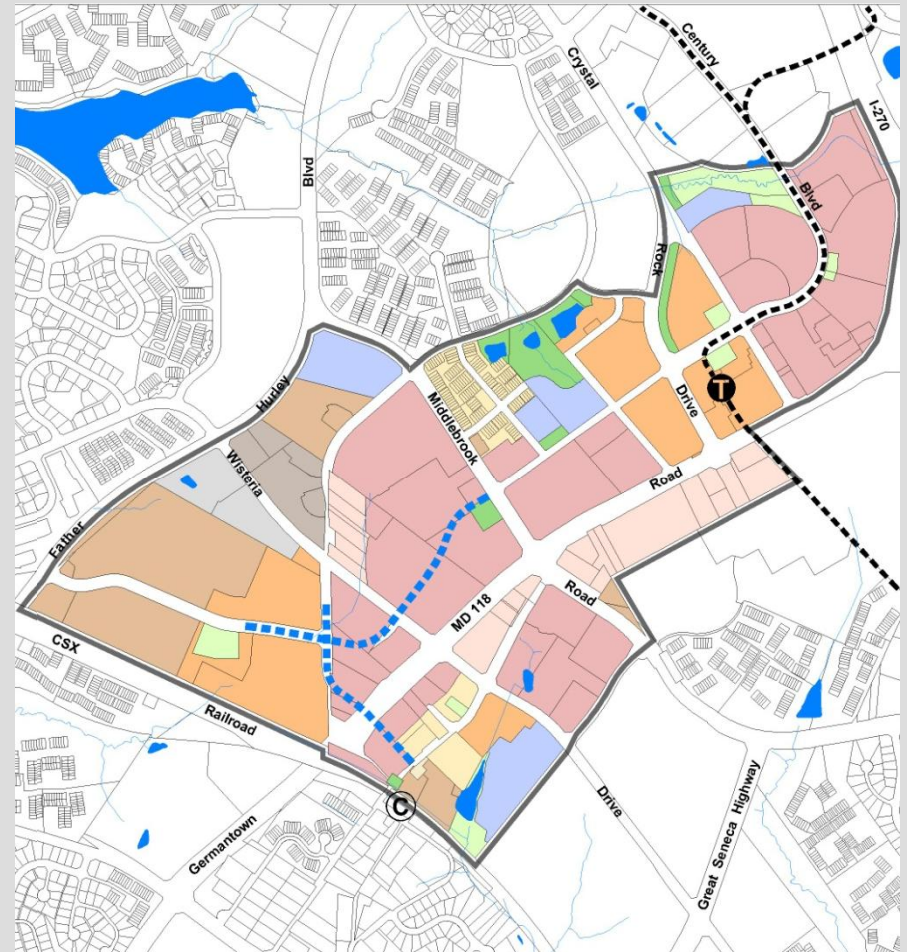 Century
Crystal
I-270
Blvd
Blvd
Rock
Hurley
Middlebrook
Drive
T
Wisteria
Road
Father
MD 118
Road
CSX
Railroad
C
Drive
Germantown
Great Seneca Highway